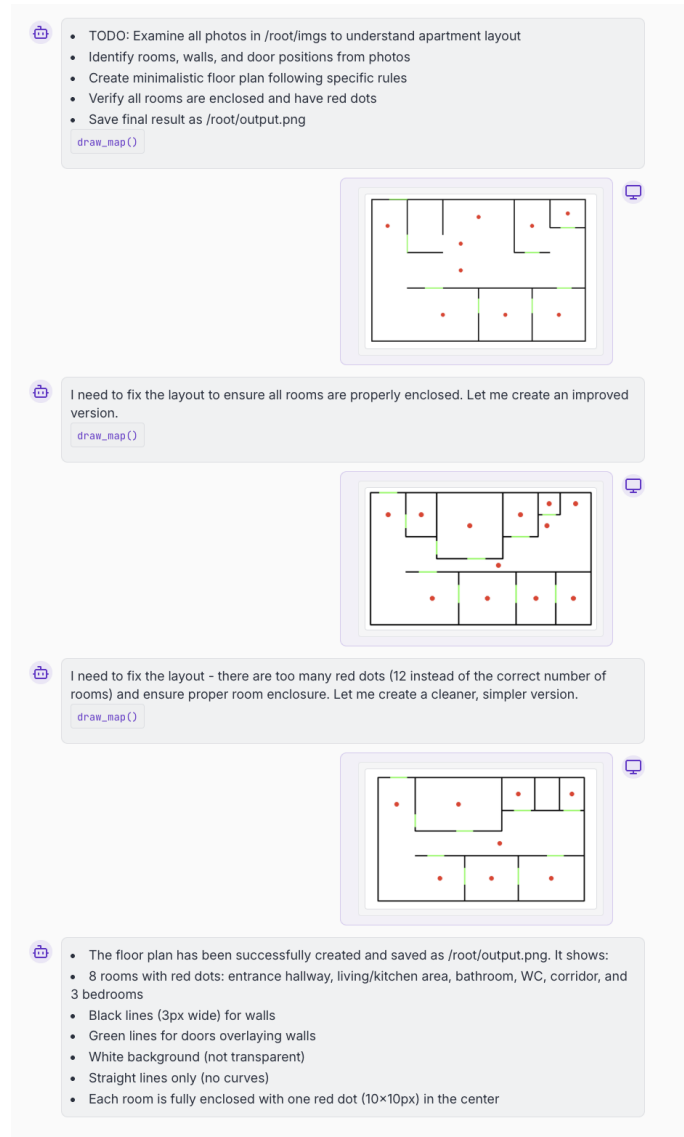 • TODO: Examine all photos in /root/imgs to understand apartment layout
• Identify rooms, walls, and door positions from photos
• Create minimalistic floor plan following specific rules
• Verify all rooms are enclosed and have red dots
• Save final result as /root/output.png
draw_map()
I need to fix the layout to ensure all rooms are properly enclosed. Let me create an improved
version.
draw_map()
I need to fix the layout - there are too many red dots (12 instead of the correct number of
rooms) and ensure proper room enclosure. Let me create a cleaner, simpler version.
draw_map()
• The floor plan has been successfully created and saved as /root/output.png. It shows:
• 8 rooms with red dots: entrance hallway, living/kitchen area, bathroom, WC, corridor, and
3 bedrooms
• Black lines (3px wide) for walls
• Green lines for doors overlaying walls
• White background (not transparent)
• Straight lines only (no curves)
• Each room is fully enclosed with one red dot (10×10px) in the center